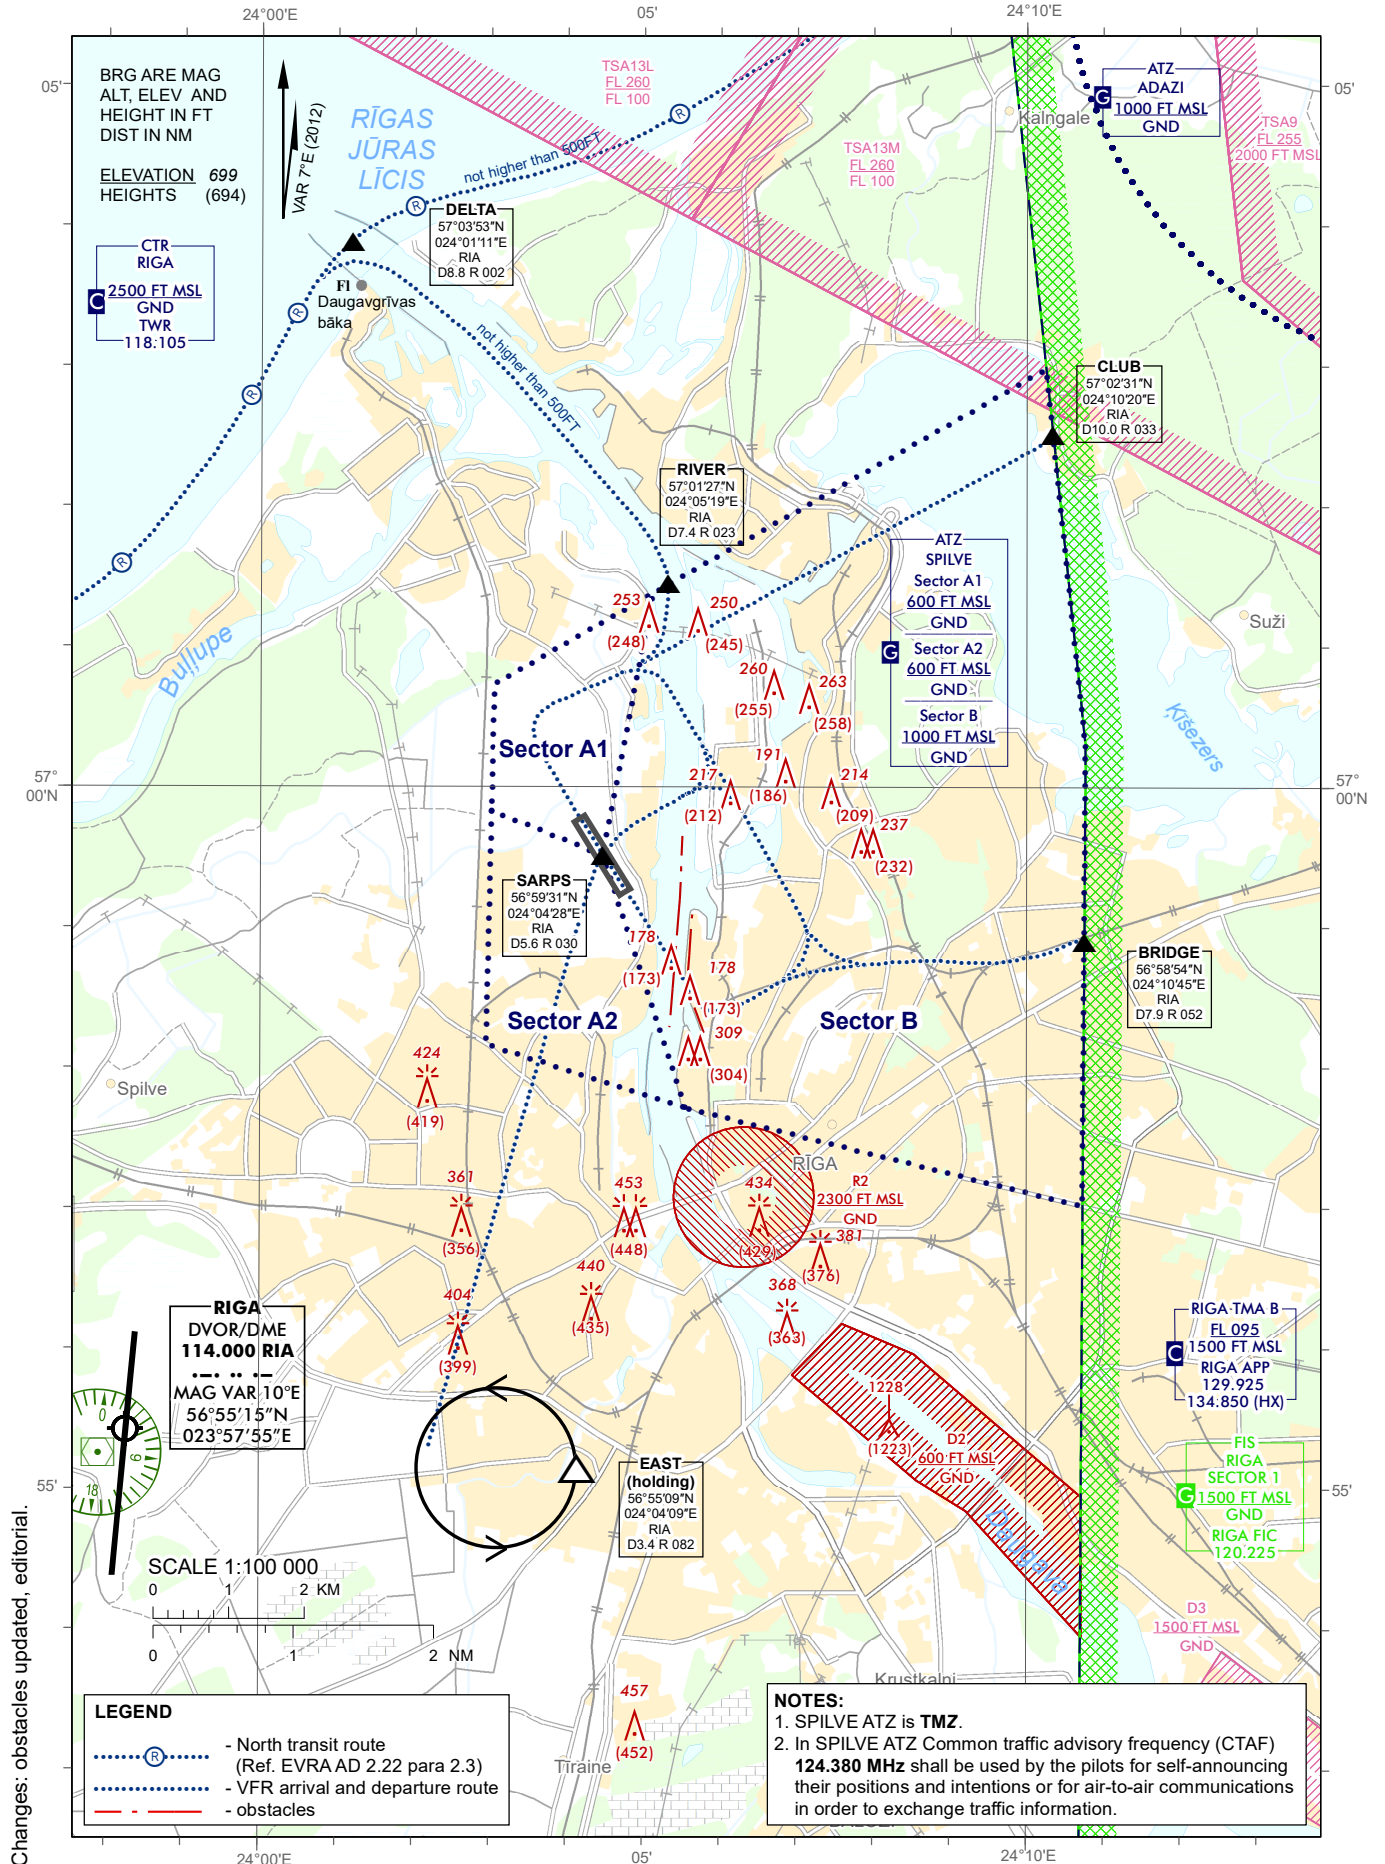 24°00'E
05'
24°10'E
05'
05'
BRG ARE MAG
ALT, ELEV AND
HEIGHT IN FT
DIST IN NM
ELEVATION 699
HEIGHTS (694)
VAR 7°E (2012)
RĪGAS
JŪRAS
LĪCIS
TSA13L
FL 260
FL 100
not higher than 500FT
TSA13M
FL 260
FL 100
Kalngale
ATZ
ADAZI
G
1000 FT MSL
GND
TSA9
FL 255
2000 FT MSL
CTR
RIGA
C
2500 FT MSL
GND
TWR
118.105
R
R
R
R
R
DELTA
57°03'53"N
024°01'11"E
RIA
D8.8 R 002
Fl
Daugavgrīvas
bāka
not higher than 500FT
CLUB
57°02'31"N
024°10'20"E
RIA
D10.0 R 033
RIVER
57°01'27"N
024°05'19"E
RIA
D7.4 R 023
ATZ
SPILVE
Sector A1
600 FT MSL
GND
G
Sector A2
600 FT MSL
GND
Sector B
1000 FT MSL
GND
253
(248)
250
(245)
260
(255)
263
(258)
Suži
Buļļupe
Ķīšezers
Sector A1
57°
00'N
57°
00'N
217
(212)
191
(186)
214
(209)
237
(232)
SARPS
56°59'31"N
024°04'28"E
RIA
D5.6 R 030
178
(173)
178
(173)
BRIDGE
56°58'54"N
024°10'45"E
RIA
D7.9 R 052
Sector A2
Sector B
309
(304)
424
(419)
Spilve
RĪGA
361
(356)
453
(448)
434
(429)
R2
2300 FT MSL
GND
381
(376)
440
(435)
368
(363)
404
(399)
RIGA
DVOR/DME
114.000 RIA
MAG VAR 10°E
56°55'15"N
023°57'55"E
0
9
18
RIGA TMA B
FL 095
C
1500 FT MSL
RIGA APP
129.925
134.850 (HX)
1228
(1223)
D2
600 FT MSL
GND
FIS
RIGA
SECTOR 1
G
1500 FT MSL
GND
RIGA FIC
120.225
55'
55'
EAST
(holding)
56°55'09"N
024°04'09"E
RIA
D3.4 R 082
Daugava
SCALE 1:100 000
0 1 2 KM
0 1 2 NM
D3
1500 FT MSL
GND
Krustkalni
457
(452)
Tīraine
LEGEND
R
- North transit route
(Ref. EVRA AD 2.22 para 2.3)
- VFR arrival and departure route
- obstacles
NOTES:
1. SPILVE ATZ is TMZ.
2. In SPILVE ATZ Common traffic advisory frequency (CTAF)
124.380 MHz shall be used by the pilots for self-announcing
their positions and intentions or for air-to-air communications
in order to exchange traffic information.
24°00'E
05'
24°10'E
Changes: obstacles updated, editorial.